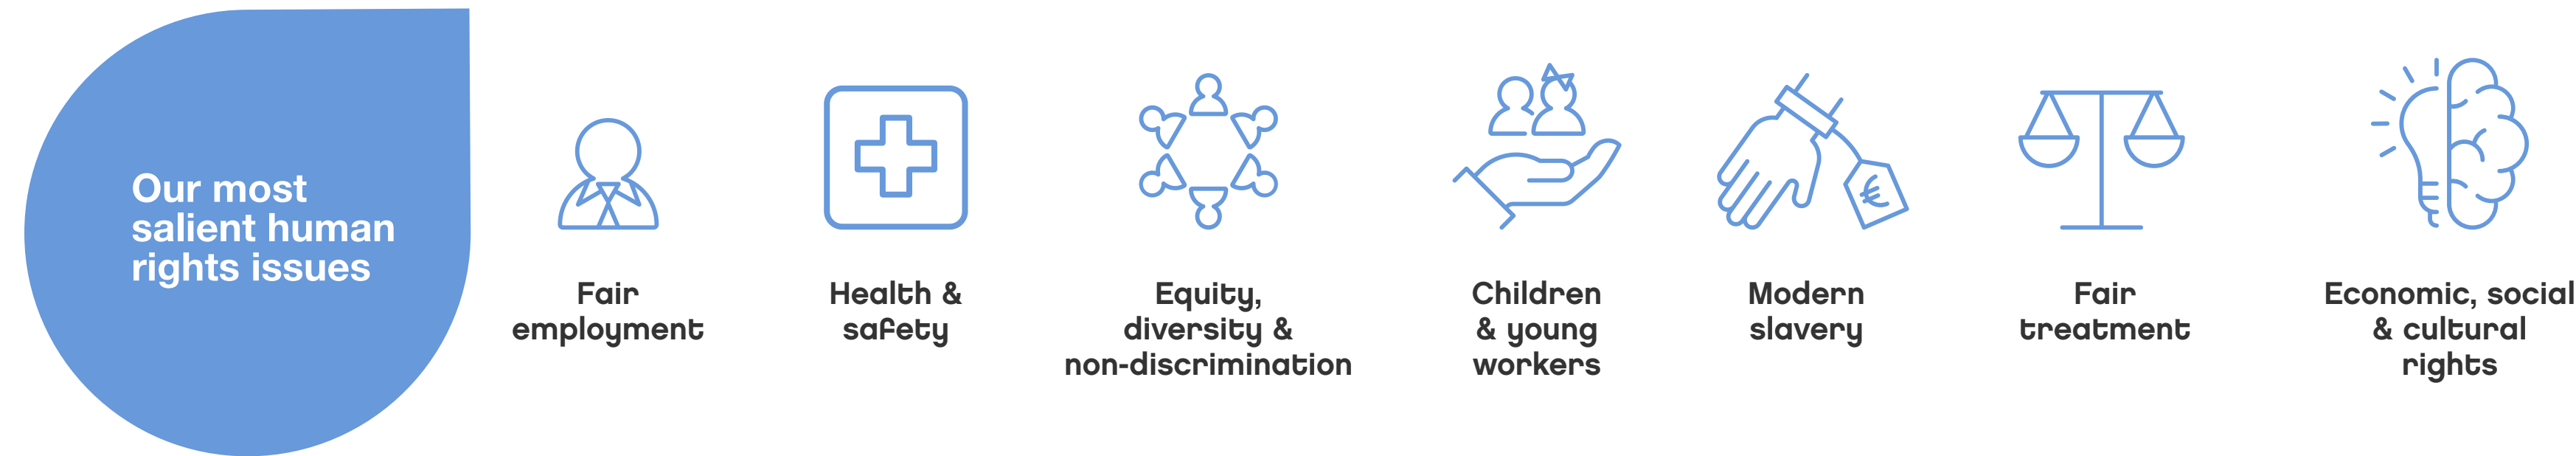 Our most
salient human
rights issues
Fair
employment
Health &
safety
Equity,
diversity &
non-discrimination
Children
& young
workers
€
Modern
slavery
Fair
treatment
Economic, social
& cultural
rights